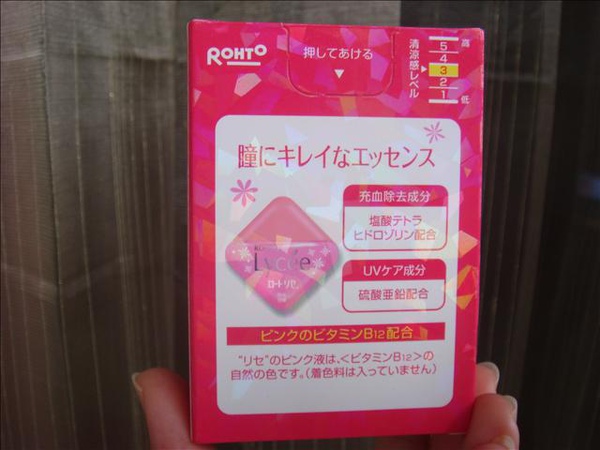 ROHTO
押してあける
清涼感レベル
5 高
4
3
2
1 低
瞳にキレイなエッセンス
充血除去成分
塩酸テトラ
ヒドロゾリン配合
Lycée
ロートリセ
UVケア成分
硫酸亜鉛配合
ピンクのビタミンB12配合
"リセ"のピンク液は、<ビタミンB12>の
自然の色です。(着色料は入っていません)